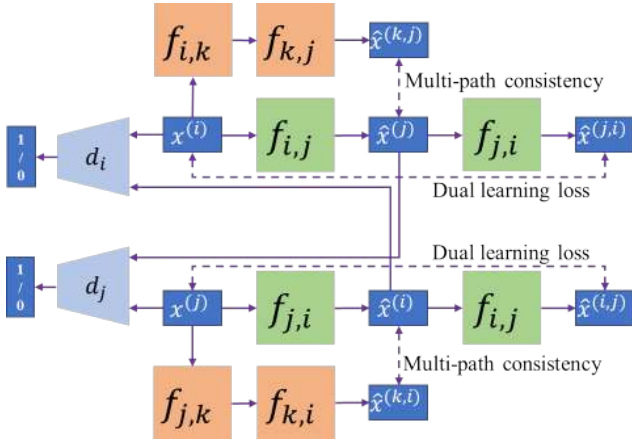 f_{i,k} f_{k,j} x̂^{(k,j)}
Multi-path consistency
1/0 d_i x^{(i)} f_{i,j} x̂^{(j)} f_{j,i} x̂^{(j,i)}
Dual learning loss
Dual learning loss
1/0 d_j x^{(j)} f_{j,i} x̂^{(i)} f_{i,j} x̂^{(i,j)}
Multi-path consistency
f_{j,k} f_{k,i} x̂^{(k,i)}